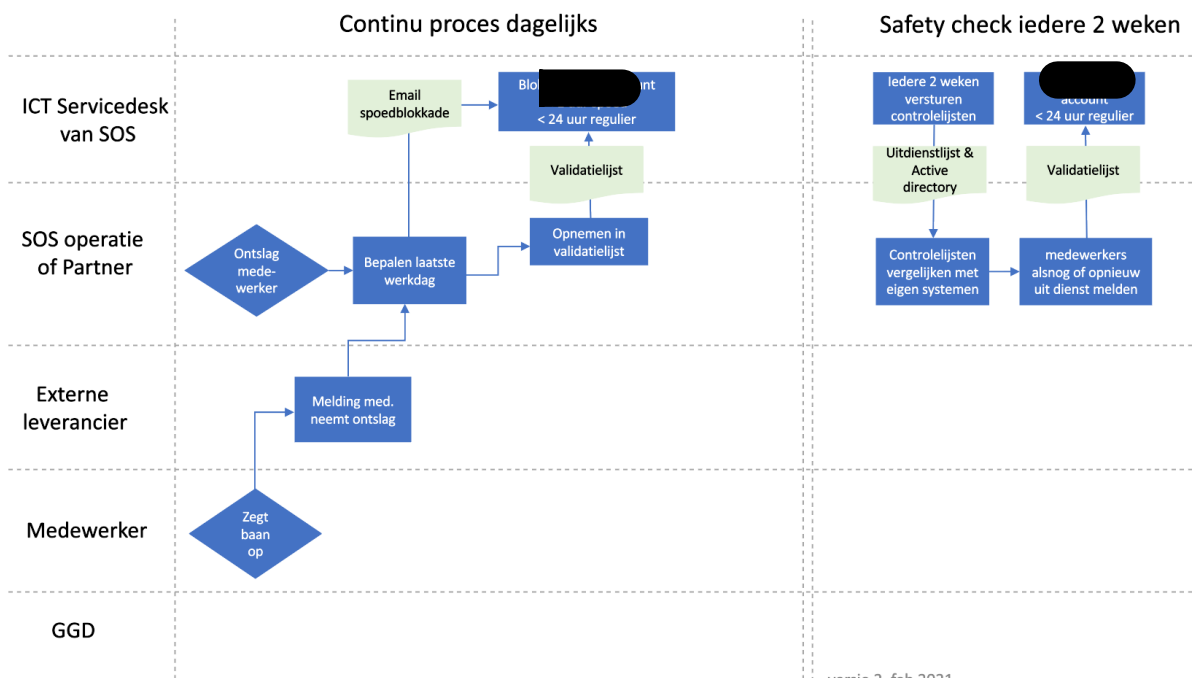 Continu proces dagelijks
Safety check iedere 2 weken
ICT Servicedesk
van SOS
Email
spoedblokkade
< 24 uur regulier
Iedere 2 weken
versturen
controlelijsten
account
< 24 uur regulier
Validatielijst
Uitdienstlijst &
Active
directory
Validatielijst
SOS operatie
of Partner
Ontslag
mede-
werker
Bepalen laatste
werkdag
Opnemen in
validatielijst
Controlelijsten
vergelijken met
eigen systemen
medewerkers
alsnog of opnieuw
uit dienst melden
Externe
leverancier
Melding med.
neemt ontslag
Medewerker
Zegt
baan
op
GGD